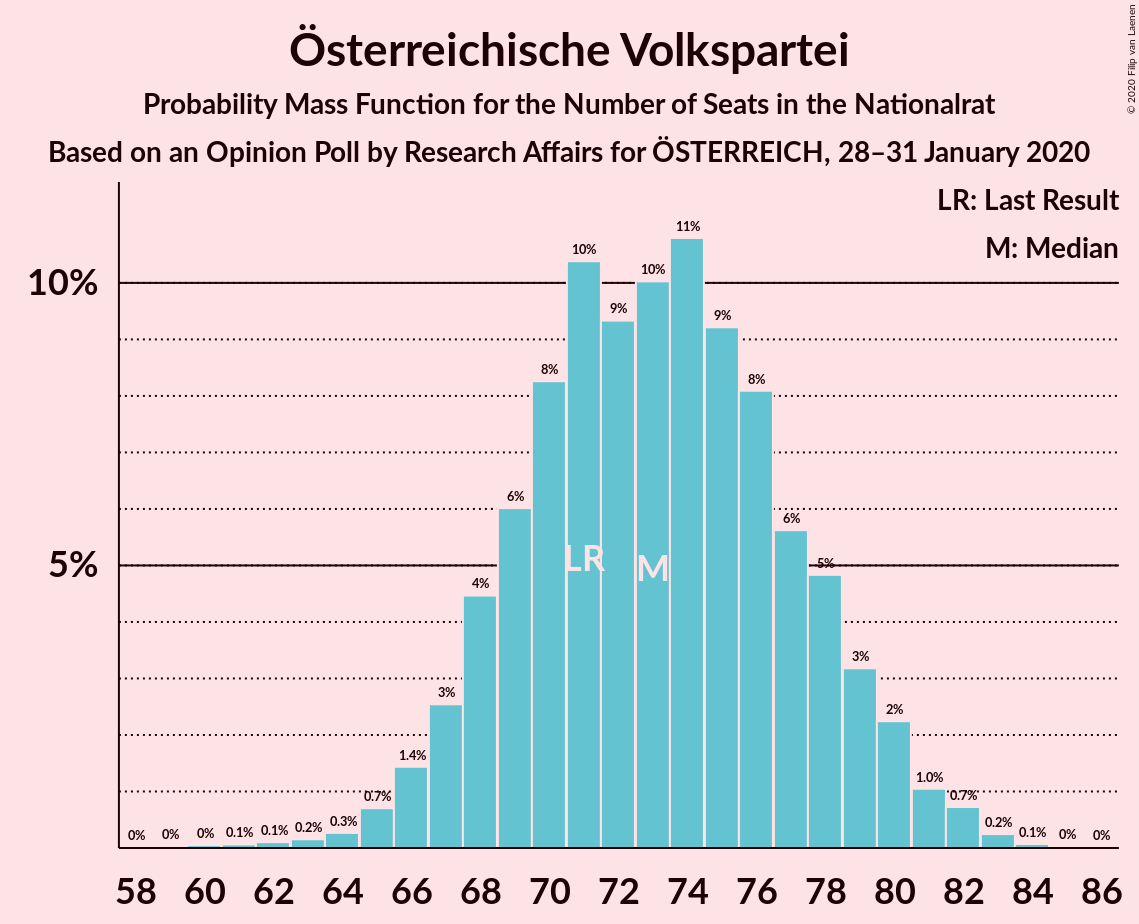 Österreichische Volkspartei
Probability Mass Function for the Number of Seats in the Nationalrat
Based on an Opinion Poll by Research Affairs for ÖSTERREICH, 28–31 January 2020
© 2020 Filip van Laenen
LR: Last Result
M: Median
10%
5%
0% 0% 0% 0.1% 0.1% 0.2% 0.3% 0.7% 1.4% 3% 4% 6% 8% 10% 9% 10% 11% 9% 8% 6% 5% 3% 2% 1.0% 0.7% 0.2% 0.1% 0% 0%
LR M
58 60 62 64 66 68 70 72 74 76 78 80 82 84 86